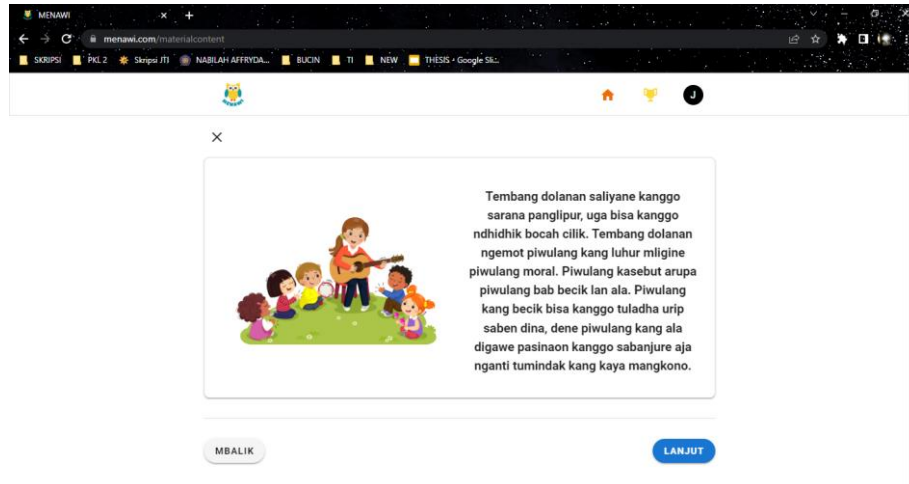 MENAWI
menawi.com/materialcontent
SKRIPSI PKL 2 Skripsi JTI NABILAH AFFRYDA... BUCIN TI NEW THESIS • Google Sli...
MENAWI
J
Tembang dolanan saliyane kanggo
sarana panglipur, uga bisa kanggo
ndhidhik bocah cilik. Tembang dolanan
ngemot piwulang kang luhur mligine
piwulang moral. Piwulang kasebut arupa
piwulang bab becik lan ala. Piwulang
kang becik bisa kanggo tuladha urip
saben dina, dene piwulang kang ala
digawe pasinaon kanggo sabanjure aja
nganti tumindak kang kaya mangkono.
MBALIK
LANJUT